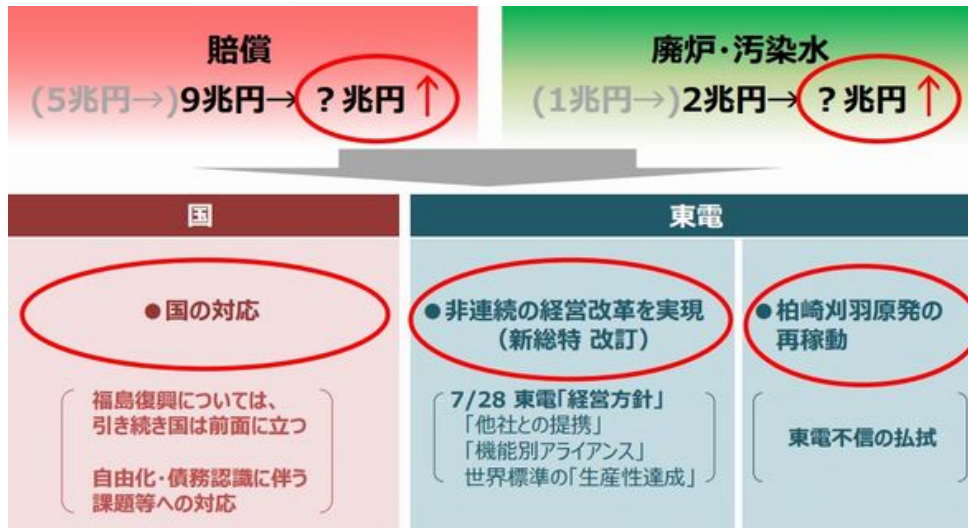 賠償
(5兆円→)9兆円→ ?兆円↑
廃炉・汚染水
(1兆円→)2兆円→ ?兆円↑
国
●国の対応
福島復興については、
引き続き国は前面に立つ
自由化・債務認識に伴う
課題等への対応
東電
●非連続の経営改革を実現
(新総特 改訂)
7/28 東電「経営方針」
「他社との提携」
「機能別アライアンス」
世界標準の「生産性達成」
●柏崎刈羽原発の
再稼動
東電不信の払拭